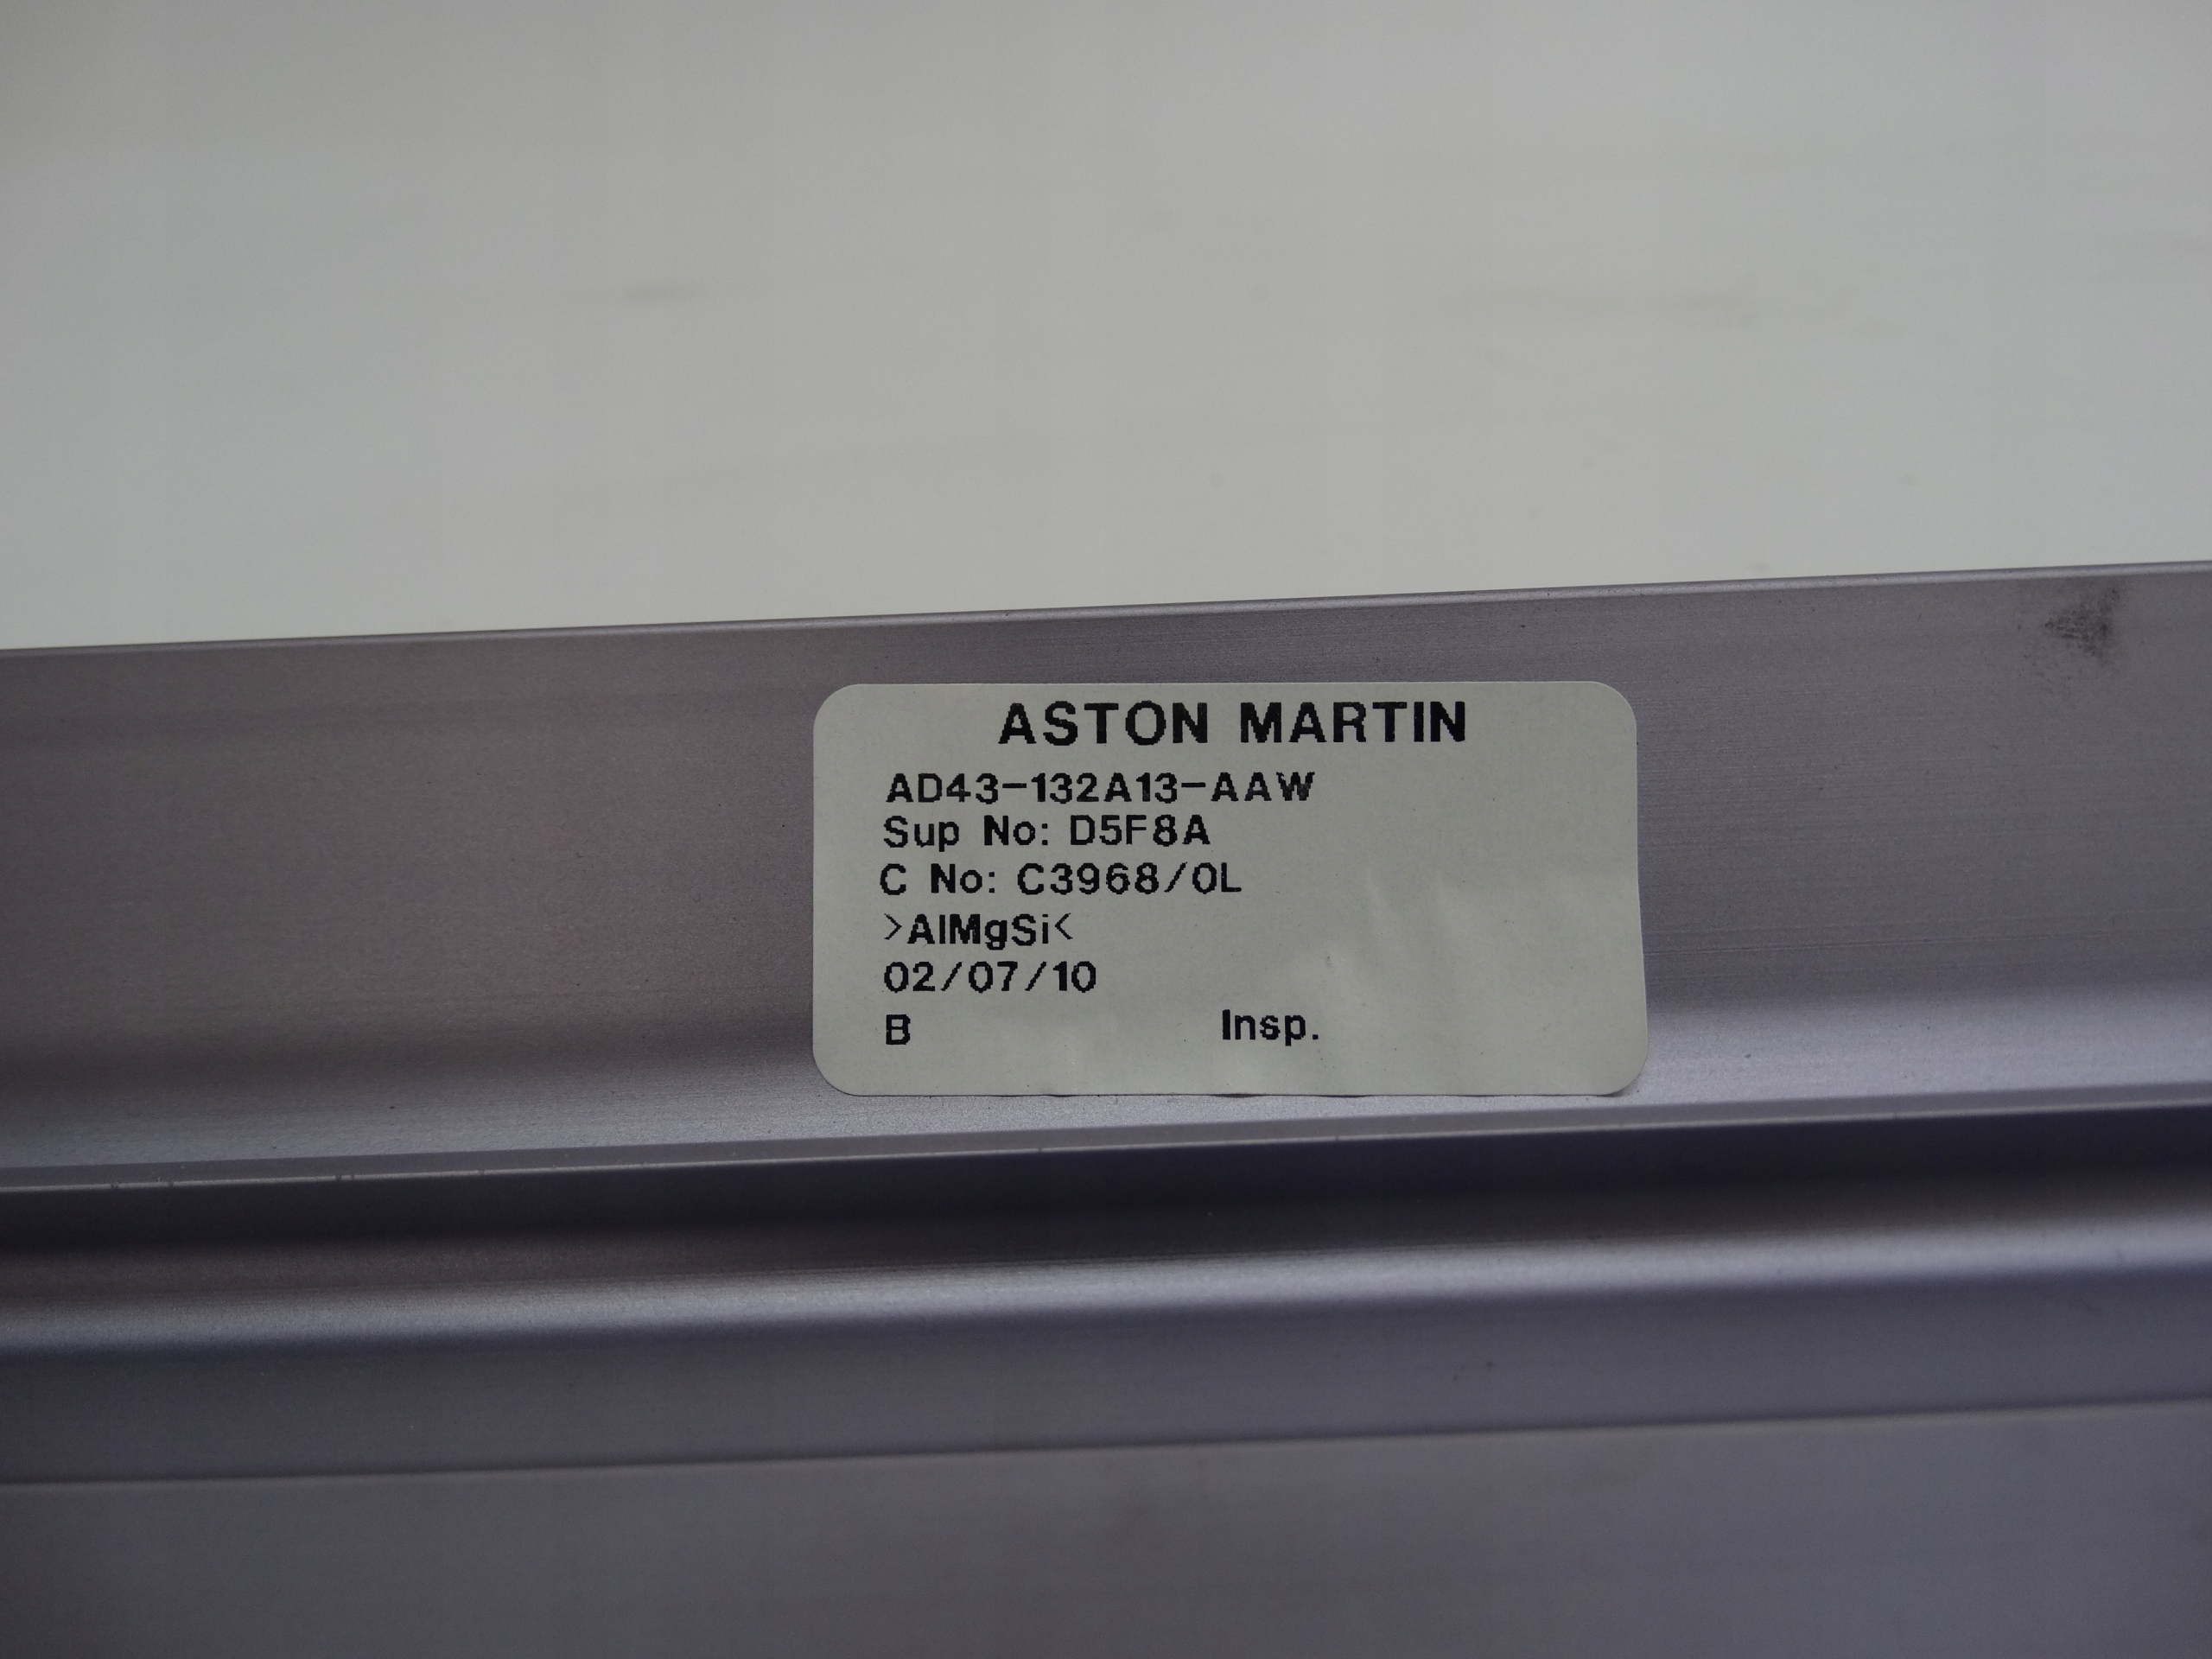 ASTON MARTIN
AD43-132A13-AAW
Sup No: D5F8A
C No: C3968/0L
>AlMgSi<
02/07/10
B Insp.